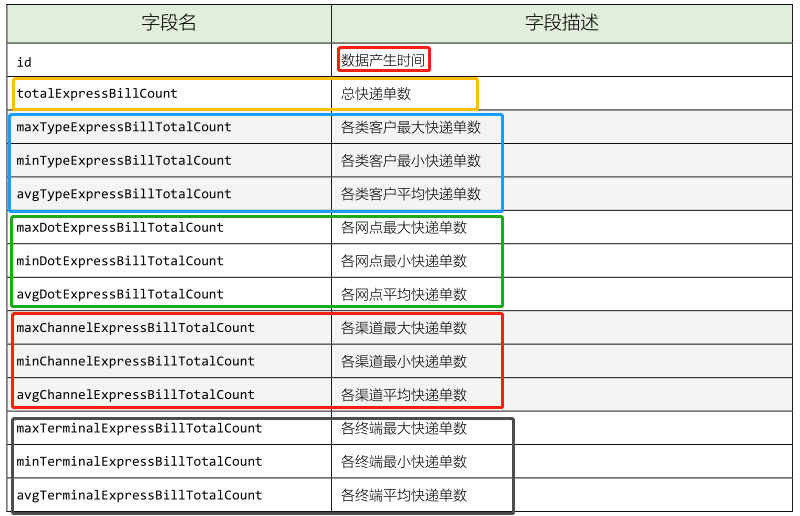 字段名 字段描述
id 数据产生时间
totalExpressBillCount 总快递单数
maxTypeExpressBillTotalCount 各类客户最大快递单数
minTypeExpressBillTotalCount 各类客户最小快递单数
avgTypeExpressBillTotalCount 各类客户平均快递单数
maxDotExpressBillTotalCount 各网点最大快递单数
minDotExpressBillTotalCount 各网点最小快递单数
avgDotExpressBillTotalCount 各网点平均快递单数
maxChannelExpressBillTotalCount 各渠道最大快递单数
minChannelExpressBillTotalCount 各渠道最小快递单数
avgChannelExpressBillTotalCount 各渠道平均快递单数
maxTerminalExpressBillTotalCount 各终端最大快递单数
minTerminalExpressBillTotalCount 各终端最小快递单数
avgTerminalExpressBillTotalCount 各终端平均快递单数